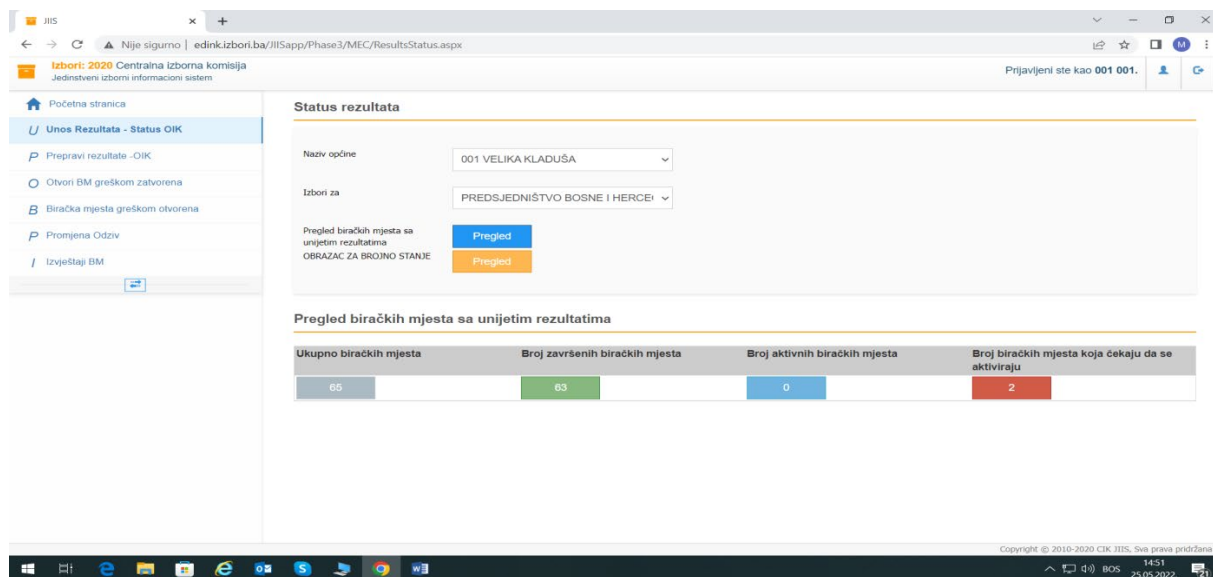 JIIS
Nije sigurno | edink.izbori.ba/JIISapp/Phase3/MEC/ResultsStatus.aspx
M
Izbori: 2020 Centralna izborna komisija
Jedinstveni izborni informacioni sistem
Prijavljeni ste kao 001 001.
Početna stranica
U Unos Rezultata - Status OIK
P Prepravi rezultate -OIK
O Otvori BM greškom zatvorena
B Biračka mjesta greškom otvorena
P Promjena Odziv
I Izvještaji BM
Status rezultata
Naziv općine
001 VELIKA KLADUŠA
Izbori za
PREDSJEDNIŠTVO BOSNE I HERCE
Pregled biračkih mjesta sa
unijetim rezultatima
Pregled
OBRAZAC ZA BROJNO STANJE
Pregled
Pregled biračkih mjesta sa unijetim rezultatima
Ukupno biračkih mjesta Broj završenih biračkih mjesta Broj aktivnih biračkih mjesta Broj biračkih mjesta koja čekaju da se
aktiviraju
65 63 0 2
Copyright © 2010-2020 CIK JIIS, Sva prava pridržana
BOS
14:51
25.05.2022
21